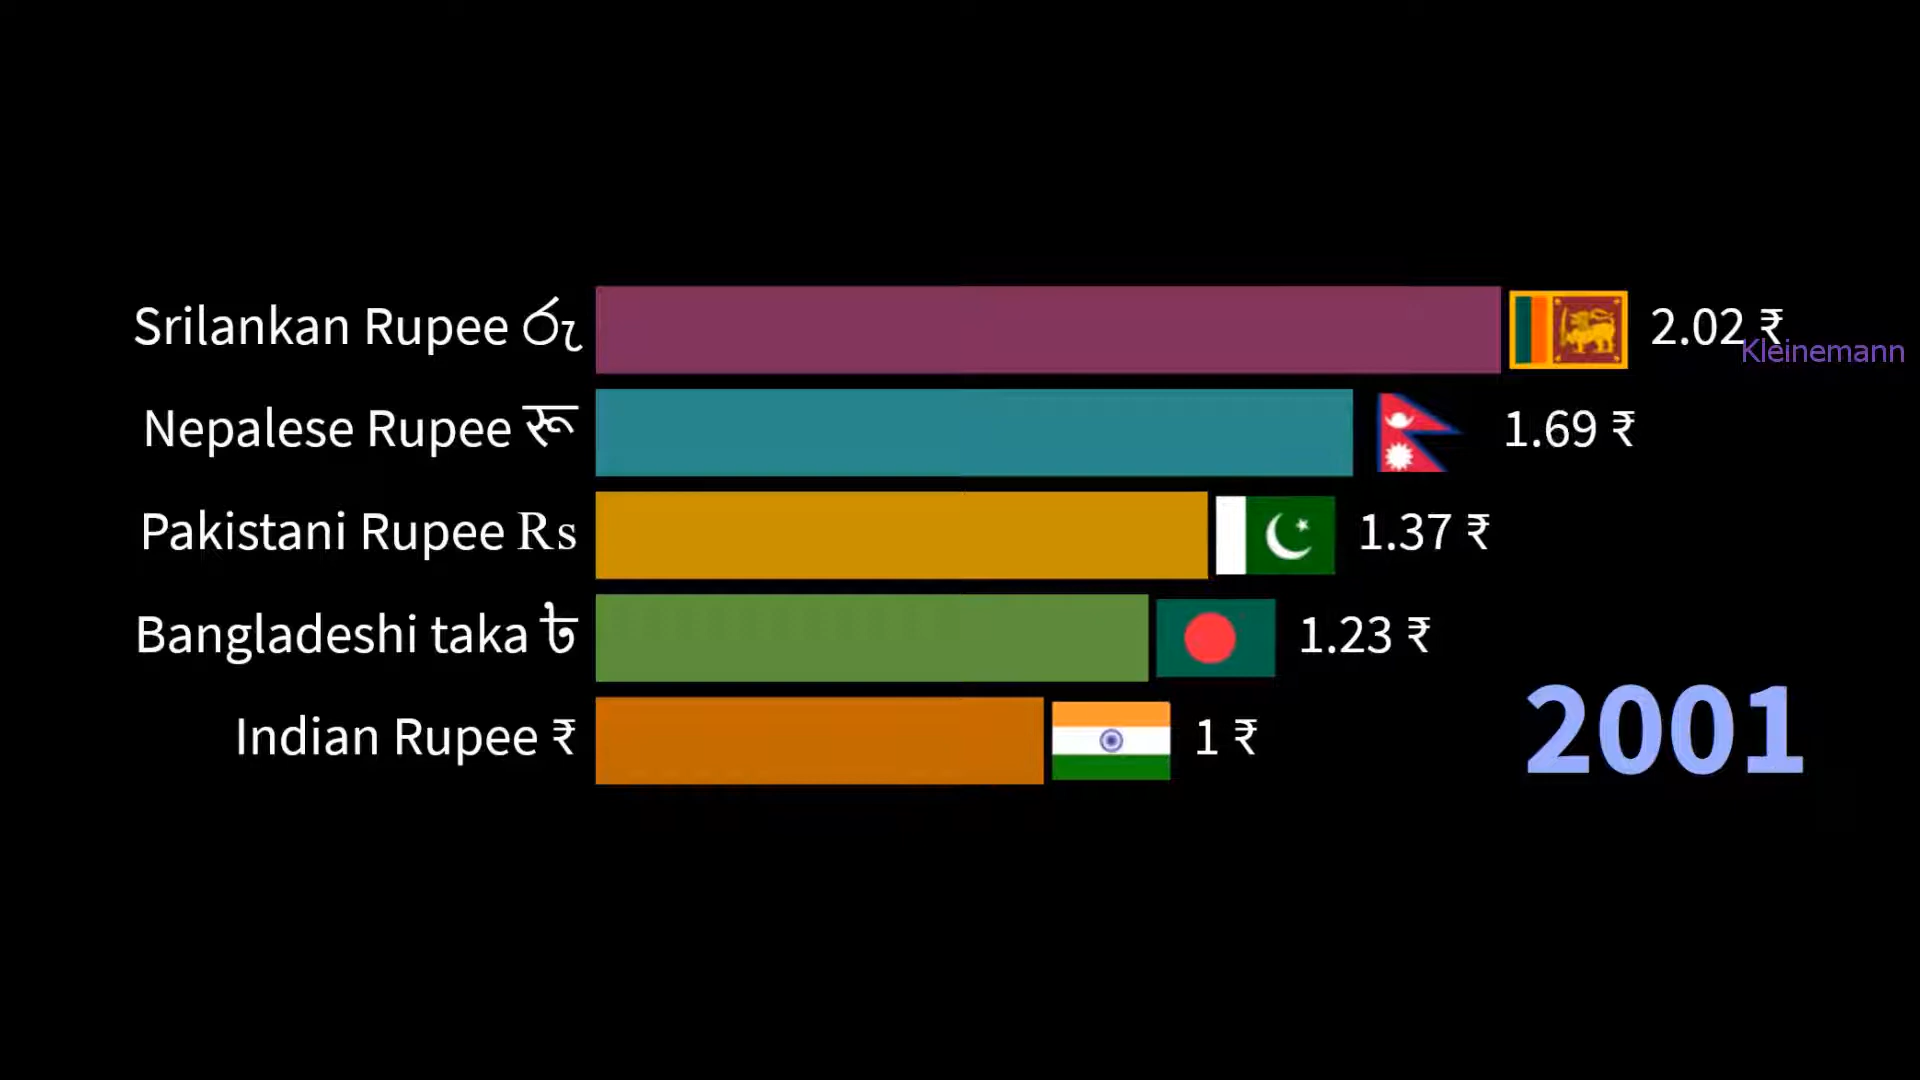 Srilankan Rupee රු
2.02 ₹
Kleinemann
Nepalese Rupee रू
1.69 ₹
Pakistani Rupee Rs
1.37 ₹
Bangladeshi taka ৳
1.23 ₹
Indian Rupee ₹
1 ₹
2001